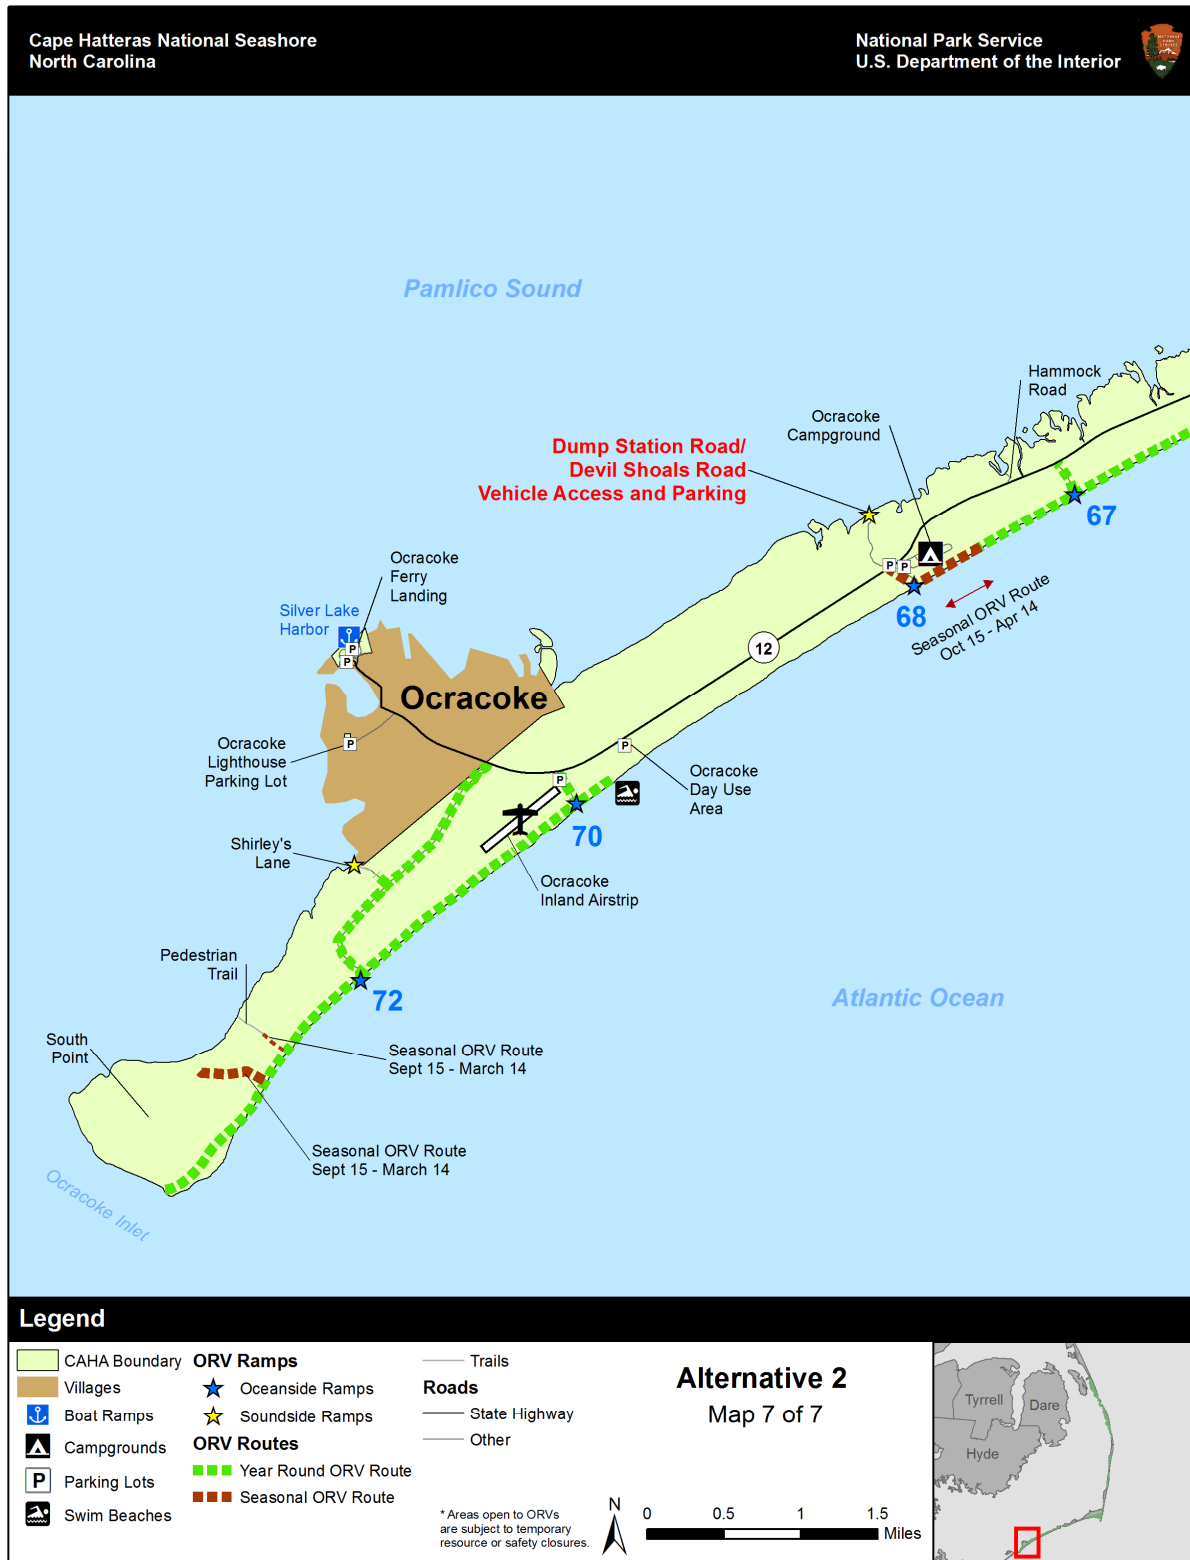 Cape Hatteras National Seashore
North Carolina
National Park Service
U.S. Department of the Interior
Pamlico Sound
Hammock
Road
Ocracoke
Campground
Dump Station Road/
Devil Shoals Road
Vehicle Access and Parking
67
Ocracoke
Ferry
Landing
P
P
68
Seasonal ORV Route
Oct 15 - Apr 14
Silver Lake
Harbor
P
P
12
Ocracoke
Ocracoke
Lighthouse
Parking Lot
P
P
Ocracoke
Day Use
Area
P
70
Shirley's
Lane
Ocracoke
Inland Airstrip
Pedestrian
Trail
72
Atlantic Ocean
South
Point
Seasonal ORV Route
Sept 15 - March 14
Seasonal ORV Route
Sept 15 - March 14
Ocracoke Inlet
Legend
CAHA Boundary
Villages
Boat Ramps
Campgrounds
P Parking Lots
Swim Beaches
ORV Ramps
Oceanside Ramps
Soundside Ramps
ORV Routes
Year Round ORV Route
Seasonal ORV Route
Trails
Roads
State Highway
Other
* Areas open to ORVs
are subject to temporary
resource or safety closures.
Alternative 2
Map 7 of 7
N
0 0.5 1 1.5
Miles
Tyrrell
Dare
Hyde